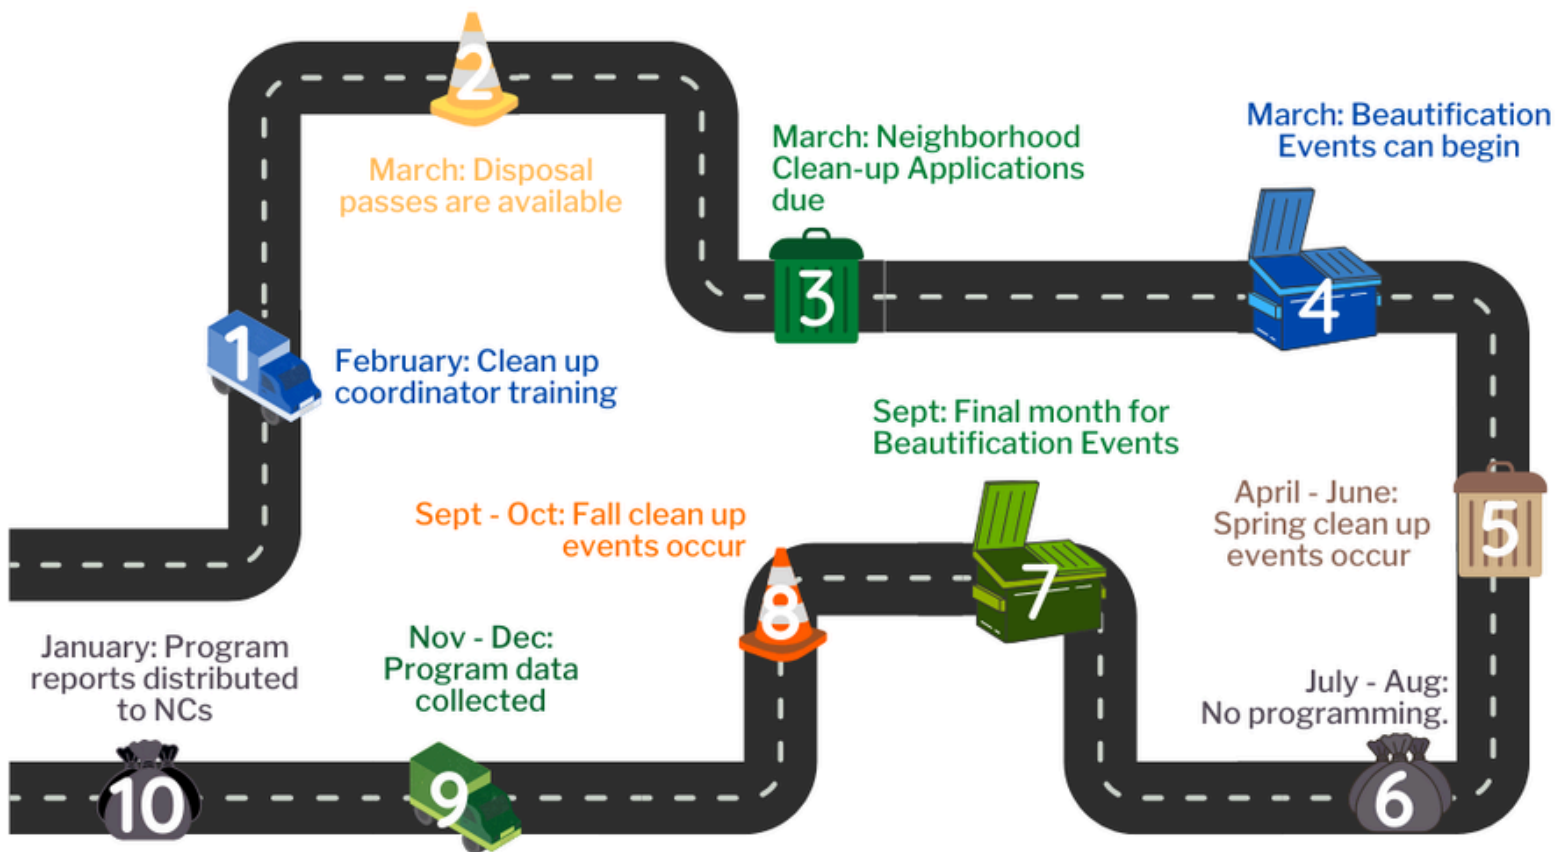 2
March: Disposal
passes are available
March: Neighborhood
Clean-up Applications
due
3
March: Beautification
Events can begin
4
1
February: Clean up
coordinator training
Sept: Final month for
Beautification Events
7
April - June:
Spring clean up
events occur
5
Sept - Oct: Fall clean up
events occur
8
July - Aug:
No programming.
6
Nov - Dec:
Program data
collected
9
January: Program
reports distributed
to NCs
10